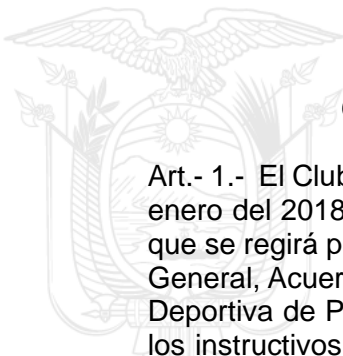 Art.- 1.- El Club
enero del 2018
que se regirá p
General, Acuer
Deportiva de P
los instructivos